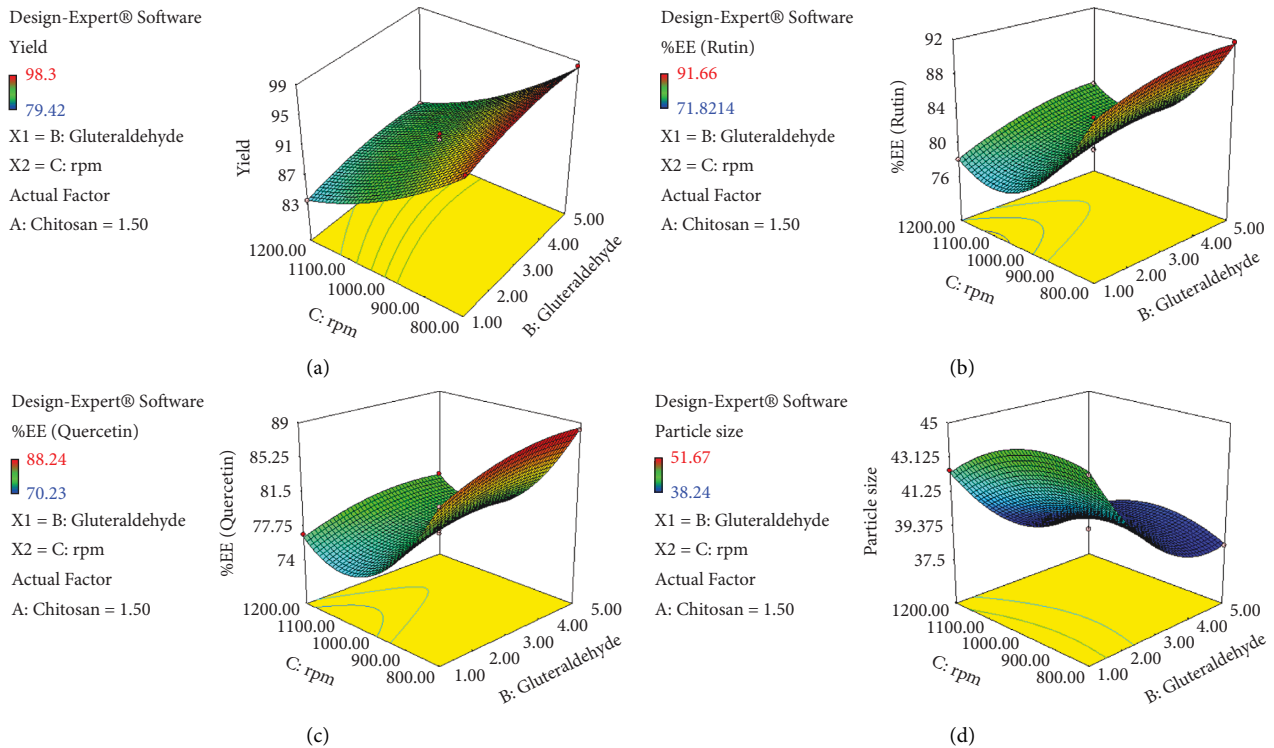 Design-Expert® Software
Yield
98.3
79.42
X1 = B: Gluteraldehyde
X2 = C: rpm
Actual Factor
A: Chitosan = 1.50
99
95
91
87
83
Yield
1200.00
1100.00
1000.00
900.00
800.00
C: rpm
5.00
4.00
3.00
2.00
1.00
B: Gluteraldehyde
(a)
Design-Expert® Software
%EE (Rutin)
91.66
71.8214
X1 = B: Gluteraldehyde
X2 = C: rpm
Actual Factor
A: Chitosan = 1.50
92
88
84
80
76
%EE (Rutin)
1200.00
1100.00
1000.00
900.00
800.00
C: rpm
5.00
4.00
3.00
2.00
1.00
B: Gluteraldehyde
(b)
Design-Expert® Software
%EE (Quercetin)
88.24
70.23
X1 = B: Gluteraldehyde
X2 = C: rpm
Actual Factor
A: Chitosan = 1.50
89
85.25
81.5
77.75
74
%EE (Quercetin)
1200.00
1100.00
1000.00
900.00
800.00
C: rpm
5.00
4.00
3.00
2.00
1.00
B: Gluteraldehyde
(c)
Design-Expert® Software
Particle size
51.67
38.24
X1 = B: Gluteraldehyde
X2 = C: rpm
Actual Factor
A: Chitosan = 1.50
45
43.125
41.25
39.375
37.5
Particle size
1200.00
1100.00
1000.00
900.00
800.00
C: rpm
5.00
4.00
3.00
2.00
1.00
B: Gluteraldehyde
(d)